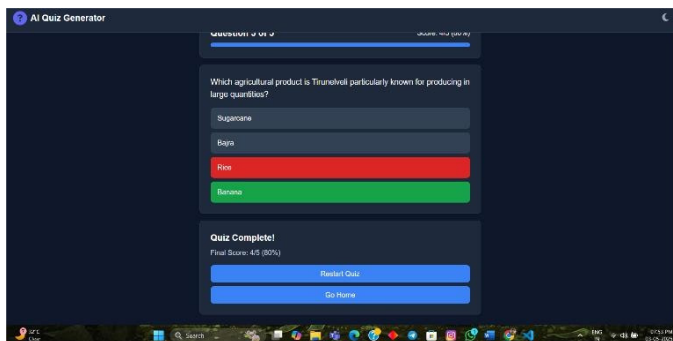 AI Quiz Generator
Question 5 of 5
Score: 4/5 (80%)
Which agricultural product is Tirunelveli particularly known for producing in
large quantities?
Sugarcane
Bajra
Rice
Banana
Quiz Complete!
Final Score: 4/5 (80%)
Restart Quiz
Go Home
Search
ENG
IN